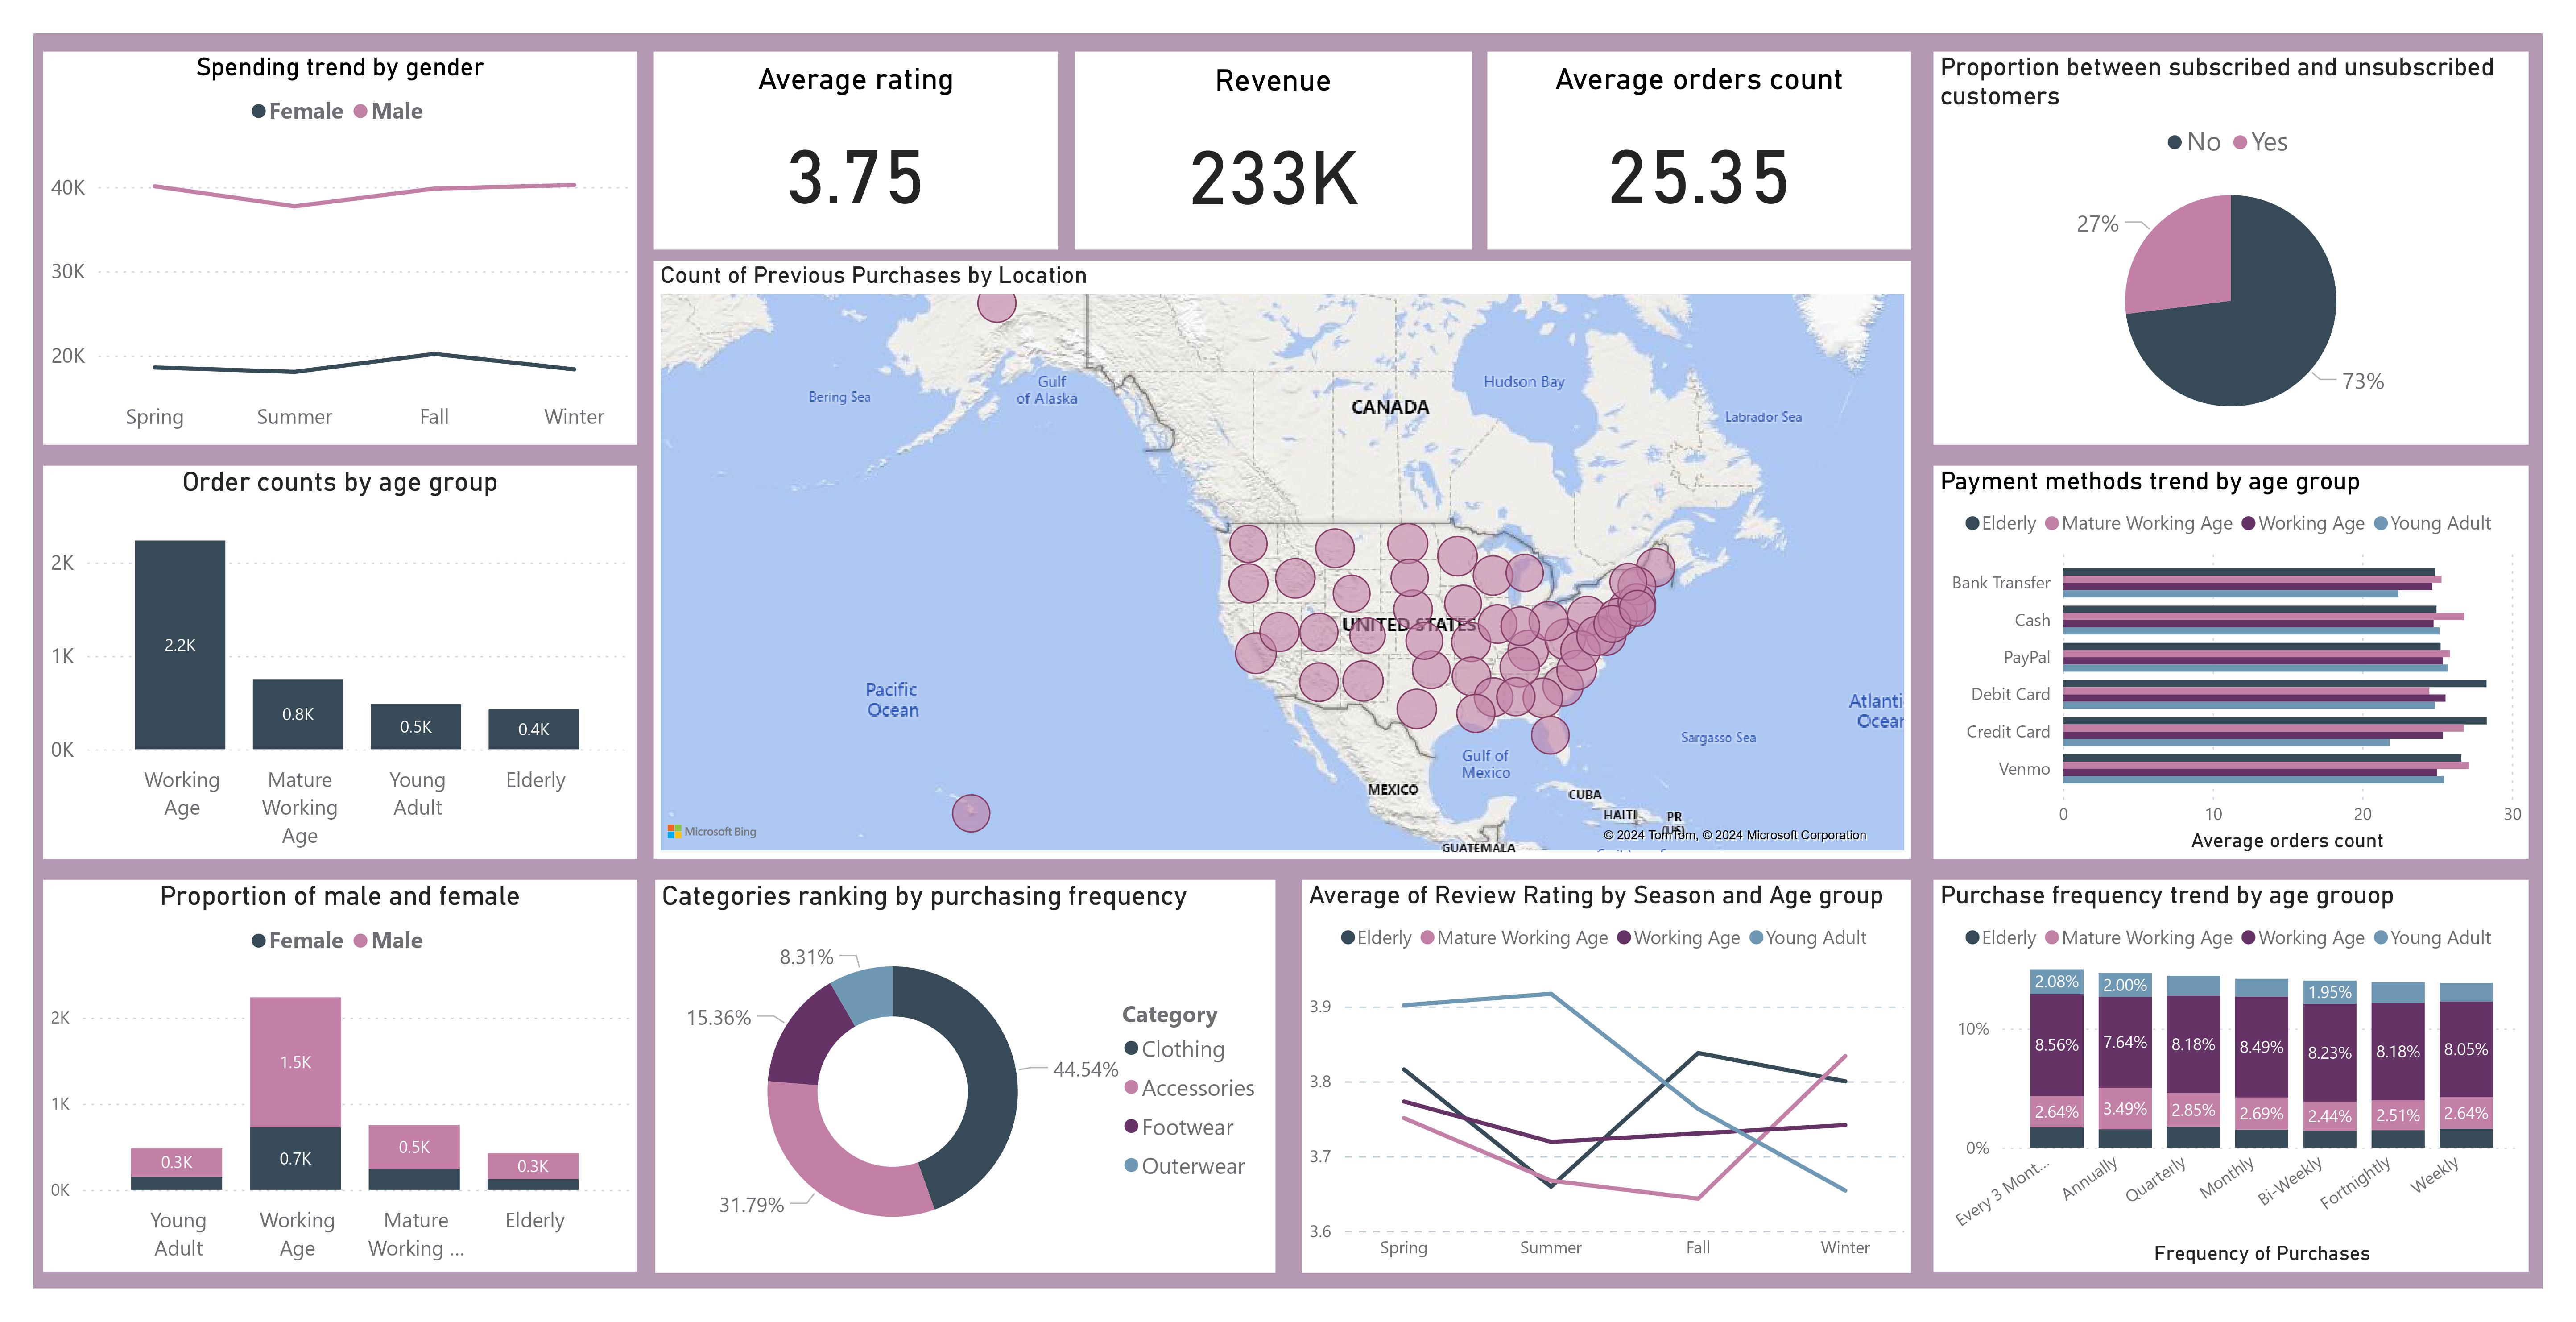 Spending trend by gender
Female Male
40K
30K
20K
Spring Summer Fall Winter
Average rating
3.75
Revenue
233K
Average orders count
25.35
Proportion between subscribed and unsubscribed
customers
No Yes
27%
73%
Order counts by age group
2K
1K
0K
2.2K
0.8K
0.5K
0.4K
Working
Age
Mature
Working
Age
Young
Adult
Elderly
Count of Previous Purchases by Location
Bering Sea
Gulf
of Alaska
Hudson Bay
CANADA
Labrador Sea
UNITED STATES
Pacific
Ocean
Atlanti
Ocear
Sargasso Sea
Gulf of
Mexico
MEXICO
CUBA
HAITI
PR
(US)
GUATEMALA
Microsoft Bing
© 2024 TomTom, © 2024 Microsoft Corporation
Payment methods trend by age group
Elderly Mature Working Age Working Age Young Adult
Bank Transfer
Cash
PayPal
Debit Card
Credit Card
Venmo
0 10 20 30
Average orders count
Proportion of male and female
Female Male
2K
1K
0K
0.3K
1.5K
0.7K
0.5K
0.3K
Young
Adult
Working
Age
Mature
Working ...
Elderly
Categories ranking by purchasing frequency
8.31%
15.36%
44.54%
31.79%
Category
Clothing
Accessories
Footwear
Outerwear
Average of Review Rating by Season and Age group
Elderly Mature Working Age Working Age Young Adult
3.9
3.8
3.7
3.6
Spring Summer Fall Winter
Purchase frequency trend by age grouop
Elderly Mature Working Age Working Age Young Adult
10%
0%
2.08% 2.00% 1.95%
8.56% 7.64% 8.18% 8.49% 8.23% 8.18% 8.05%
2.64% 3.49% 2.85% 2.69% 2.44% 2.51% 2.64%
Every 3 Mont... Annually Quarterly Monthly Bi-Weekly Fortnightly Weekly
Frequency of Purchases